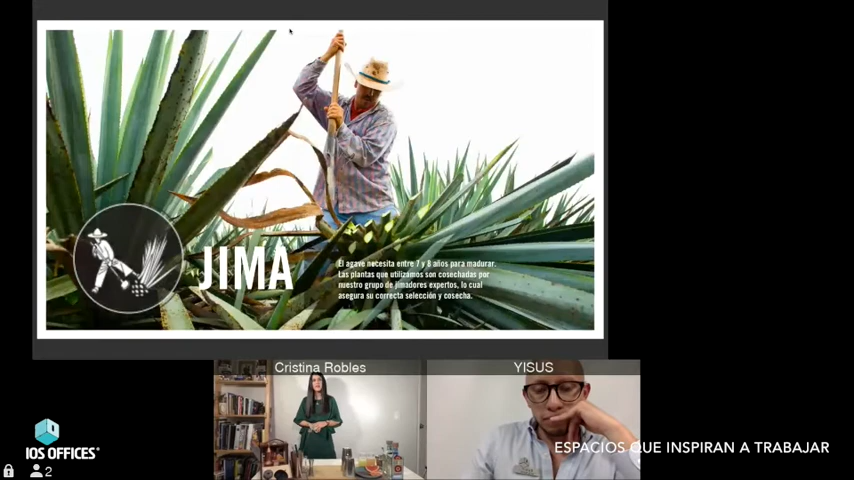 JIMA
El agave necesita entre 7 y 8 años para madurar.
Las plantas que utilizamos son cosechadas por
nuestro grupo de jimadores expertos, lo cual
asegura su correcta selección y cosecha.
Cristina Robles
YISUS
IOS OFFICES®
ESPACIOS QUE INSPIRAN A TRABAJAR
2